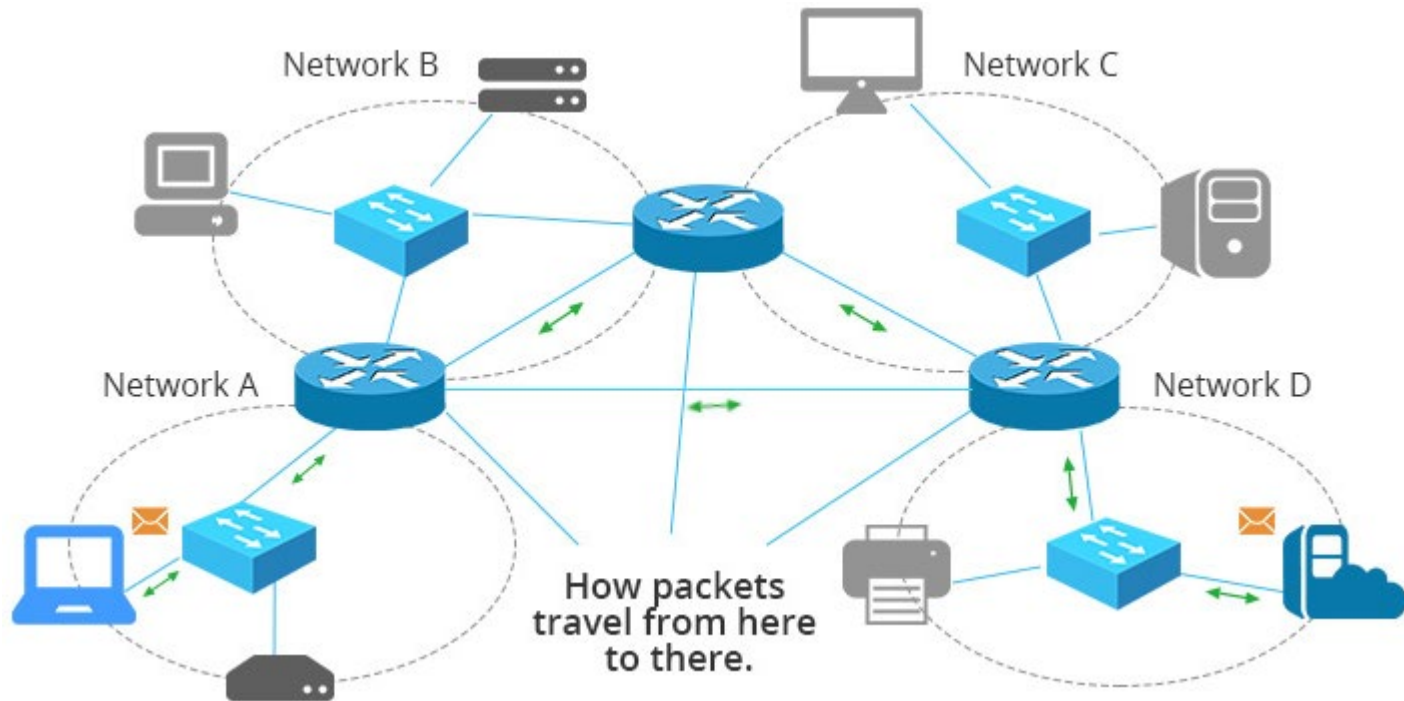 Network B
Network C
Network A
Network D
How packets
travel from here
to there.